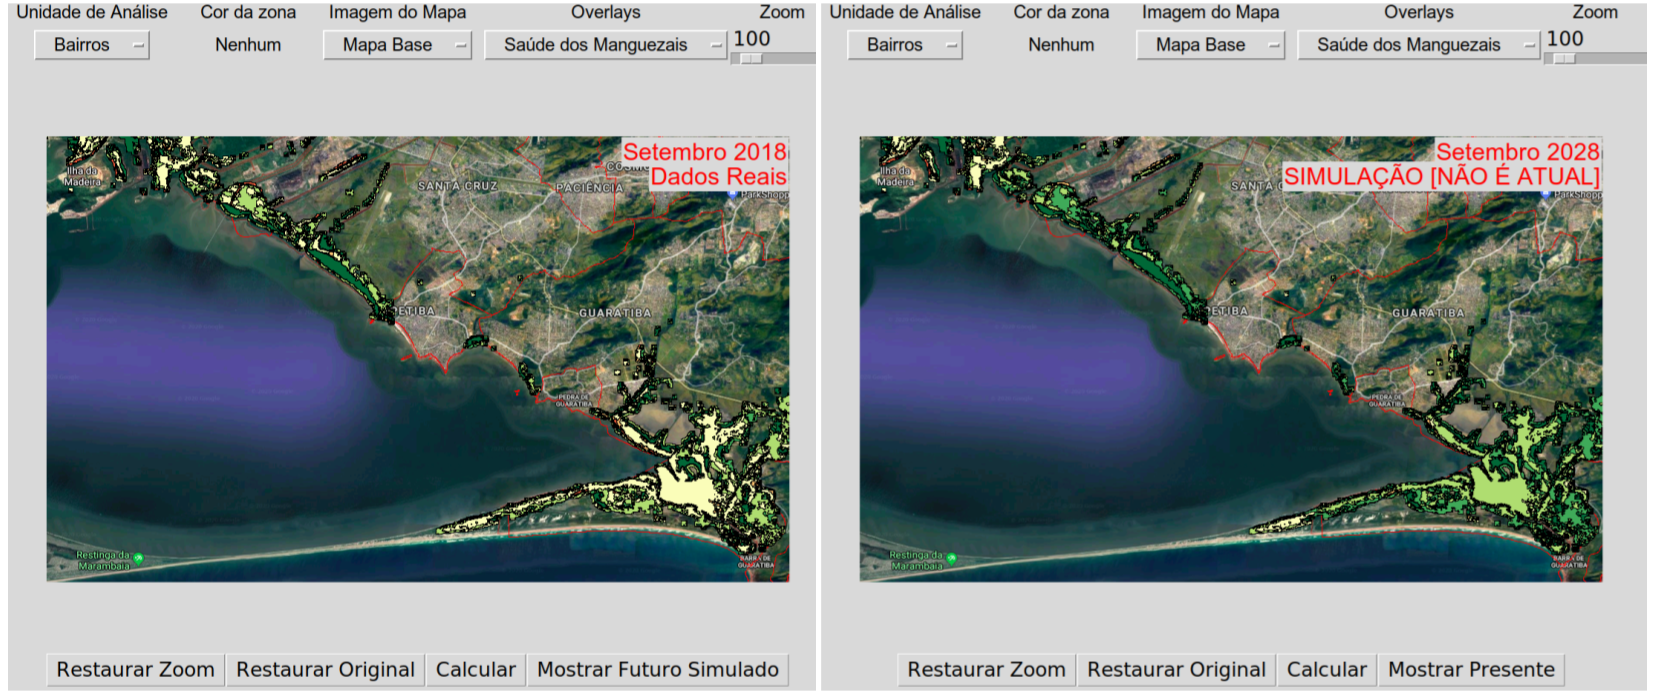 Unidade de Análise Cor da zona Imagem do Mapa Overlays Zoom
Bairros Nenhum Mapa Base Saúde dos Manguezais 100
Setembro 2018
Dados Reais
Ilha da
Madeira
SANTA CRUZ
PACIÊNCIA
GUARATIBA
PEDRA DE
GUARATIBA
Restinga da
Marambaia
BARRA DE
GUARATIBA
Restaurar Zoom Restaurar Original Calcular Mostrar Futuro Simulado
Unidade de Análise Cor da zona Imagem do Mapa Overlays Zoom
Bairros Nenhum Mapa Base Saúde dos Manguezais 100
Setembro 2028
SIMULAÇÃO [NÃO É ATUAL]
Ilha da
Madeira
SANTA
ParkShopp
GUARATIBA
PEDRA DE
GUARATIBA
Restinga da
Marambaia
BARRA DE
GUARATIBA
Restaurar Zoom Restaurar Original Calcular Mostrar Presente